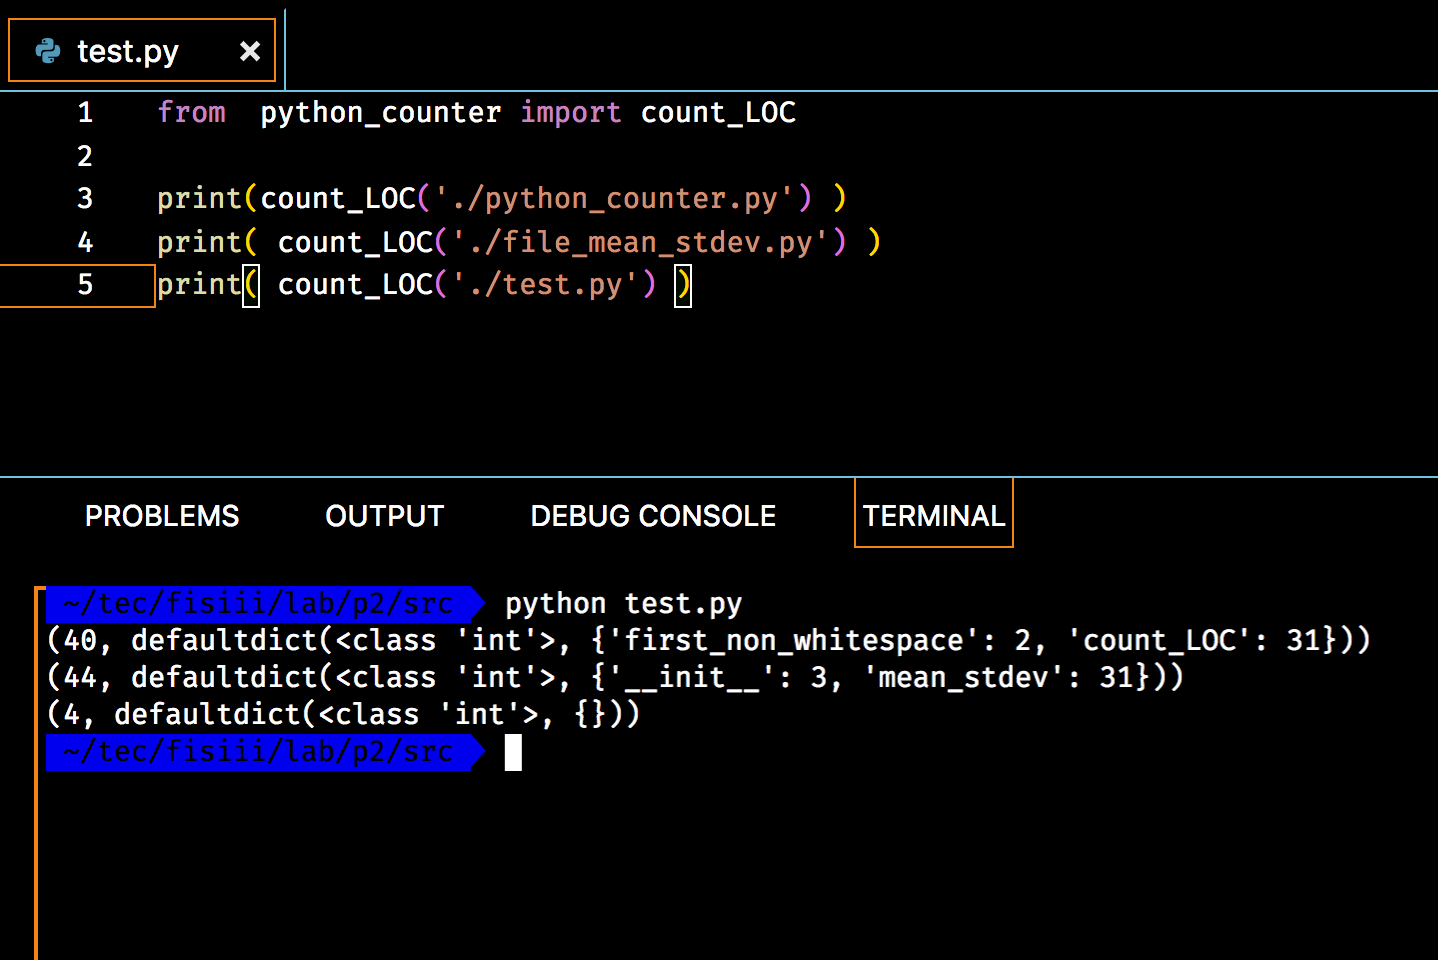 test.py ×
1 from  python_counter import count_LOC
2
3 print(count_LOC('./python_counter.py') )
4 print( count_LOC('./file_mean_stdev.py') )
5 print( count_LOC('./test.py') )
PROBLEMS OUTPUT DEBUG CONSOLE TERMINAL
~/tec/fisiii/lab/p2/src python test.py
(40, defaultdict(<class 'int'>, {'first_non_whitespace': 2, 'count_LOC': 31}))
(44, defaultdict(<class 'int'>, {'__init__': 3, 'mean_stdev': 31}))
(4, defaultdict(<class 'int'>, {}))
~/tec/fisiii/lab/p2/src